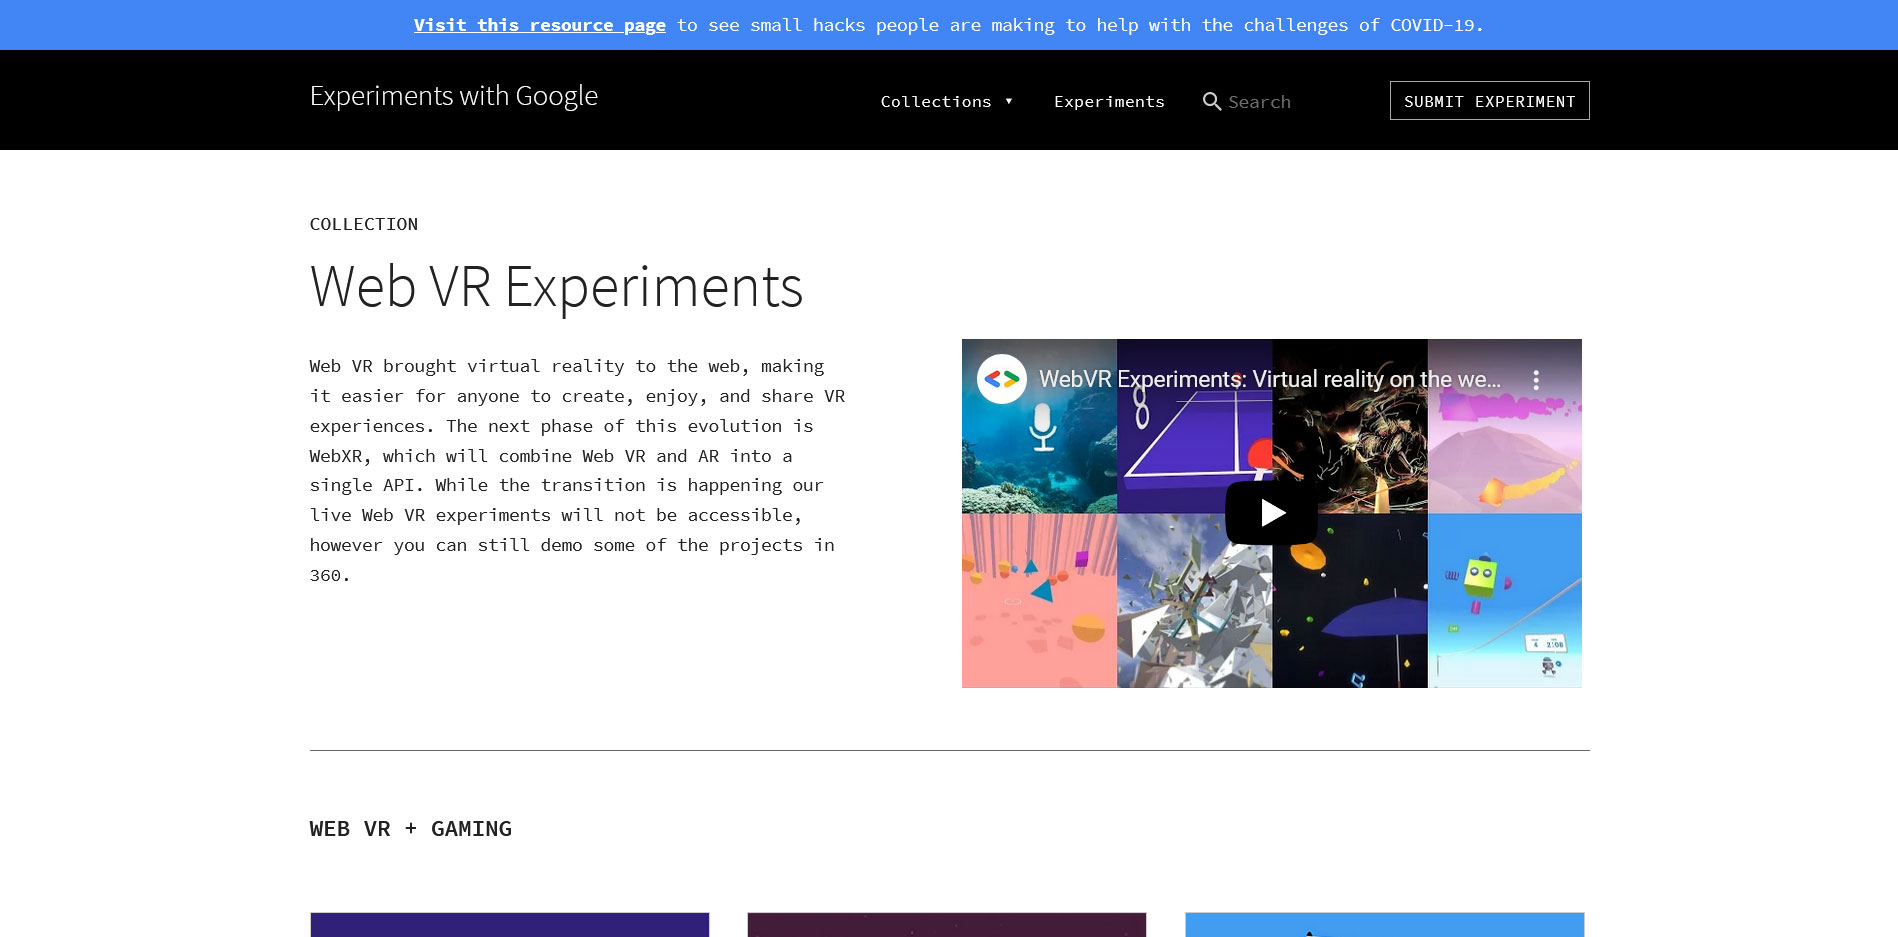 Visit this resource page to see small hacks people are making to help with the challenges of COVID-19.
Experiments with Google
Collections ▾ Experiments Search SUBMIT EXPERIMENT
COLLECTION
Web VR Experiments
Web VR brought virtual reality to the web, making
it easier for anyone to create, enjoy, and share VR
experiences. The next phase of this evolution is
WebXR, which will combine Web VR and AR into a
single API. While the transition is happening our
live Web VR experiments will not be accessible,
however you can still demo some of the projects in
360.
WebVR Experiments: Virtual reality on the we...
8
4 2:08
WEB VR + GAMING